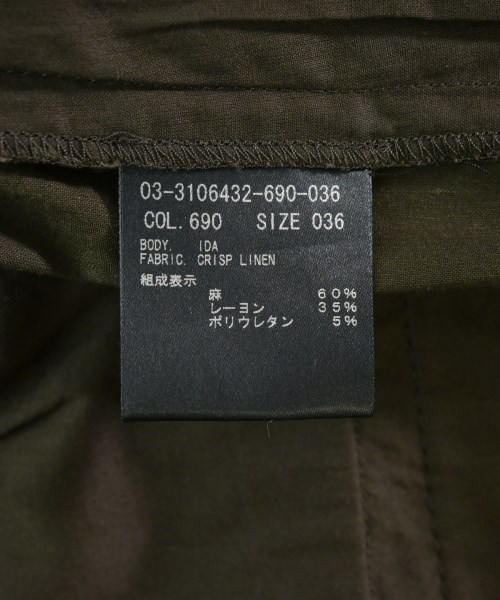 03-3106432-690-036
COL. 690 SIZE 036
BODY. IDA
FABRIC. CRISP LINEN
組成表示
麻 60%
レーヨン 35%
ポリウレタン 5%